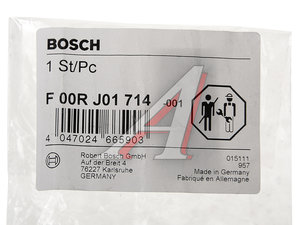 BOSCH
1 St/Pc
F 00R J01 714 -001
4 047024 665903
Robert Bosch GmbH
Auf der Breit 4
76227 Karlsruhe
GERMANY
015111
957
Made in Germany
Fabriqué en Allemagne